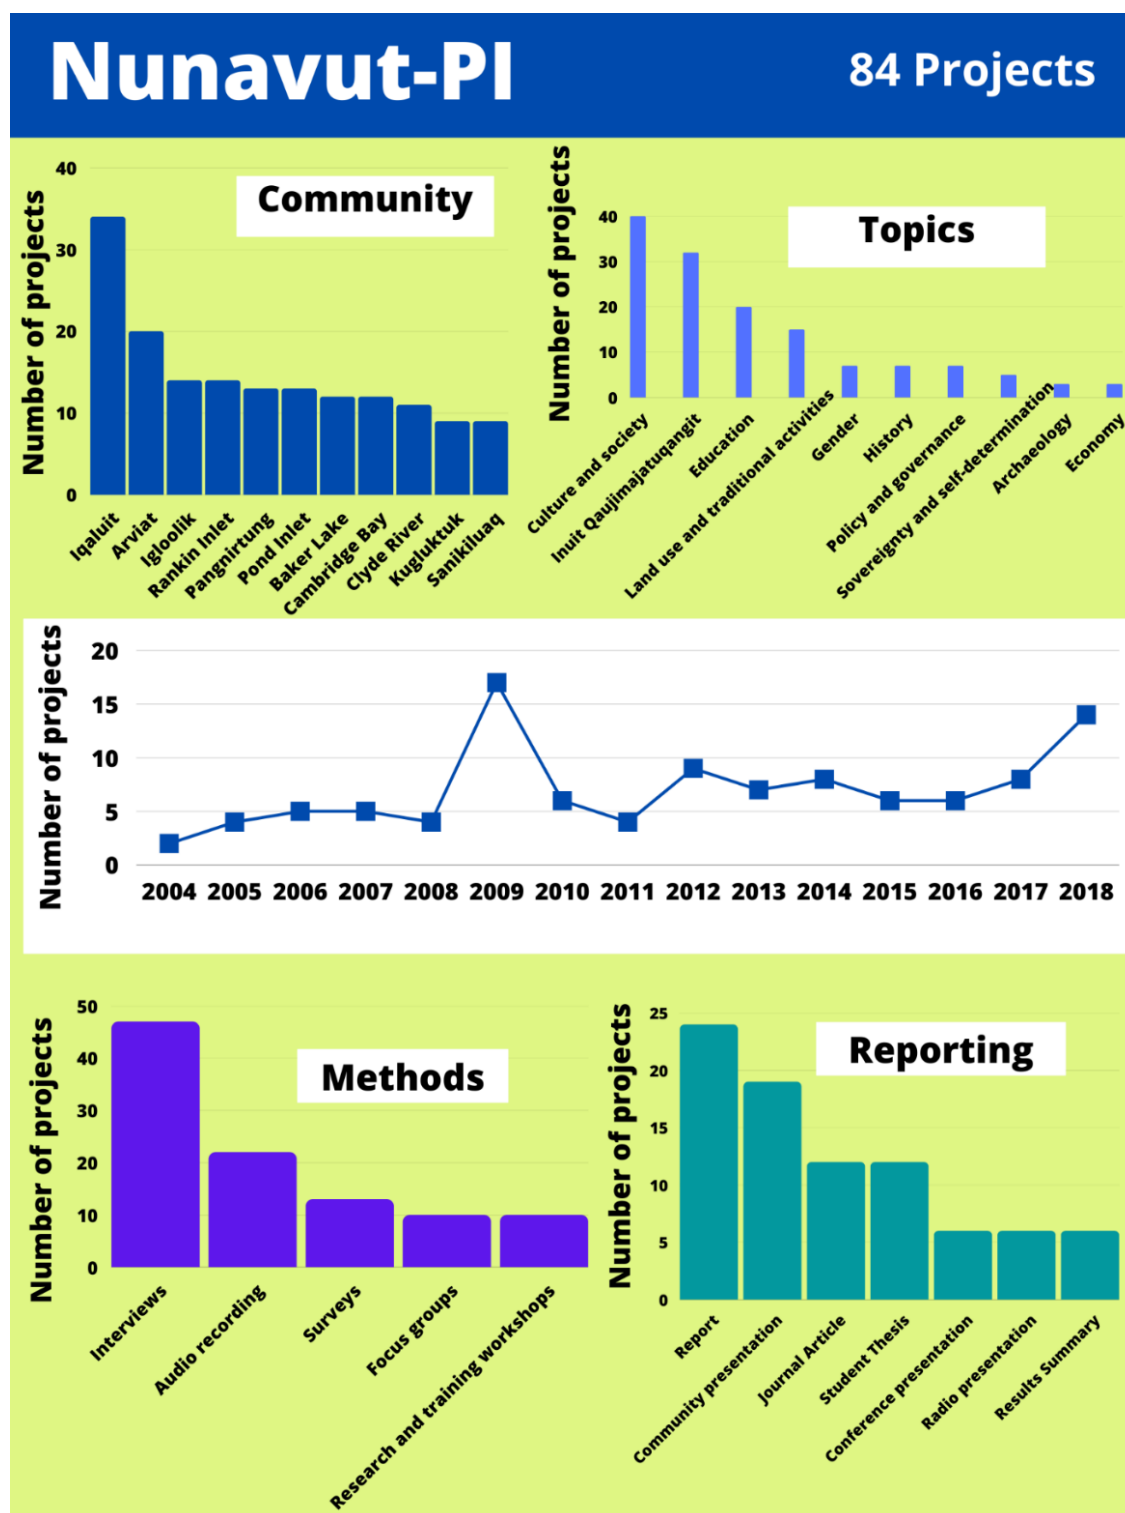 Nunavut-PI
84 Projects
Number of projects
40
30
20
10
0
Community
Iqaluit
Arviat
Igloolik
Rankin Inlet
Pangnirtung
Pond Inlet
Baker Lake
Cambridge Bay
Clyde River
Kugluktuk
Sanikiluaq
Number of projects
40
30
20
10
0
Topics
Culture and society
Inuit Qaujimajatuqangit
Education
Land use and traditional activities
Gender
History
Policy and governance
Sovereignty and self-determination
Archaeology
Economy
Number of projects
20
15
10
5
0
2004 2005 2006 2007 2008 2009 2010 2011 2012 2013 2014 2015 2016 2017 2018
Number of projects
50
40
30
20
10
0
Methods
Interviews
Audio recording
Surveys
Focus groups
Research and training workshops
Number of projects
25
20
15
10
5
0
Reporting
Report
Community presentation
Journal Article
Student Thesis
Conference presentation
Radio presentation
Results Summary